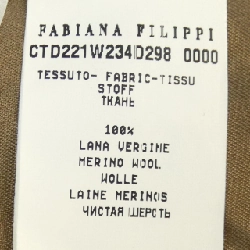 FABIANA FILIPPI
CTD221W234D298 0000
TESSUTO- FABRIC-TISSU
STOFF
ТКАНЬ
100%
LANA VERGINE
MERINO WOOL
WOLLE
LAINE MERINOS
ЧИСТАЯ ШЕРСТЬ